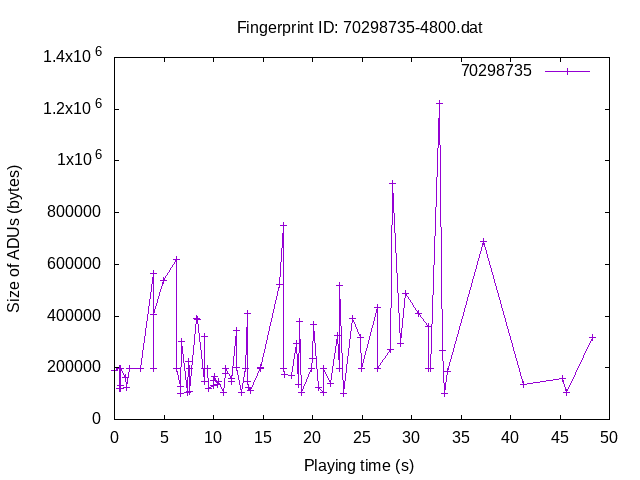 Fingerprint ID: 70298735-4800.dat
1.4x10 6
70298735
1.2x10 6
1x10 6
800000
600000
400000
200000
0
Size of ADUs (bytes)
0 5 10 15 20 25 30 35 40 45 50
Playing time (s)